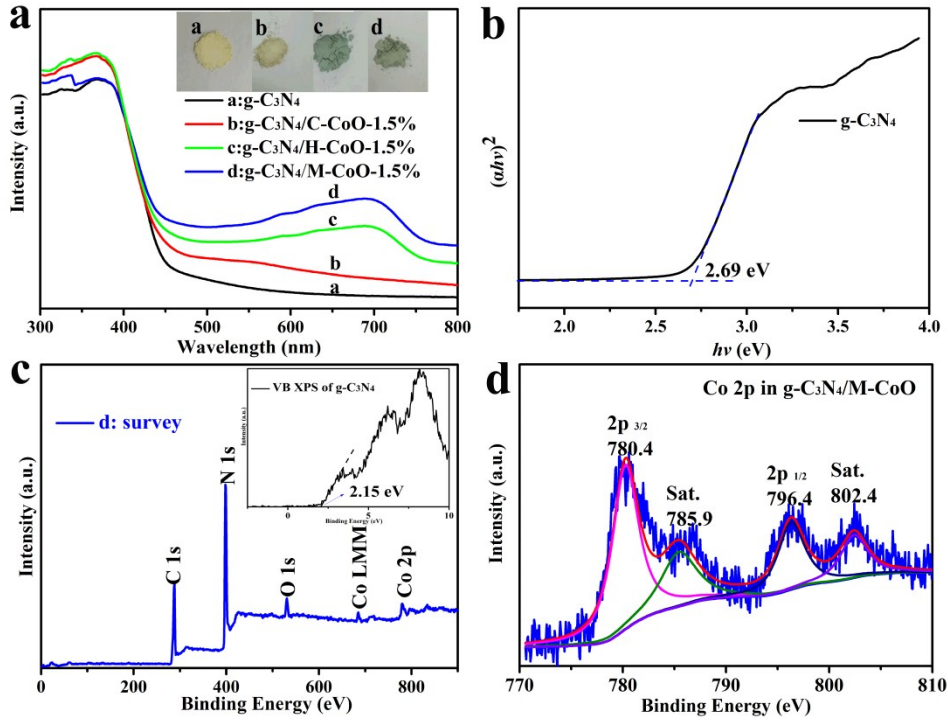 a
a b c d
a:g-C₃N₄
b:g-C₃N₄/C-CoO-1.5%
c:g-C₃N₄/H-CoO-1.5%
d:g-C₃N₄/M-CoO-1.5%
d
c
b
a
Intensity (a.u.)
300 400 500 600 700 800
Wavelength (nm)
b
g-C₃N₄
2.69 eV
(αhν)²
2.0 2.5 3.0 3.5 4.0
hν (eV)
c
d: survey
VB XPS of g-C₃N₄
2.15 eV
Intensity (a.u.)
0 5 10
Binding Energy (eV)
C 1s
N 1s
O 1s
Co LMM
Co 2p
Intensity (a.u.)
0 200 400 600 800
Binding Energy (eV)
d
Co 2p in g-C₃N₄/M-CoO
2p 3/2
780.4
Sat.
785.9
2p 1/2
796.4
Sat.
802.4
Intensity (a.u.)
770 780 790 800 810
Binding Energy (eV)